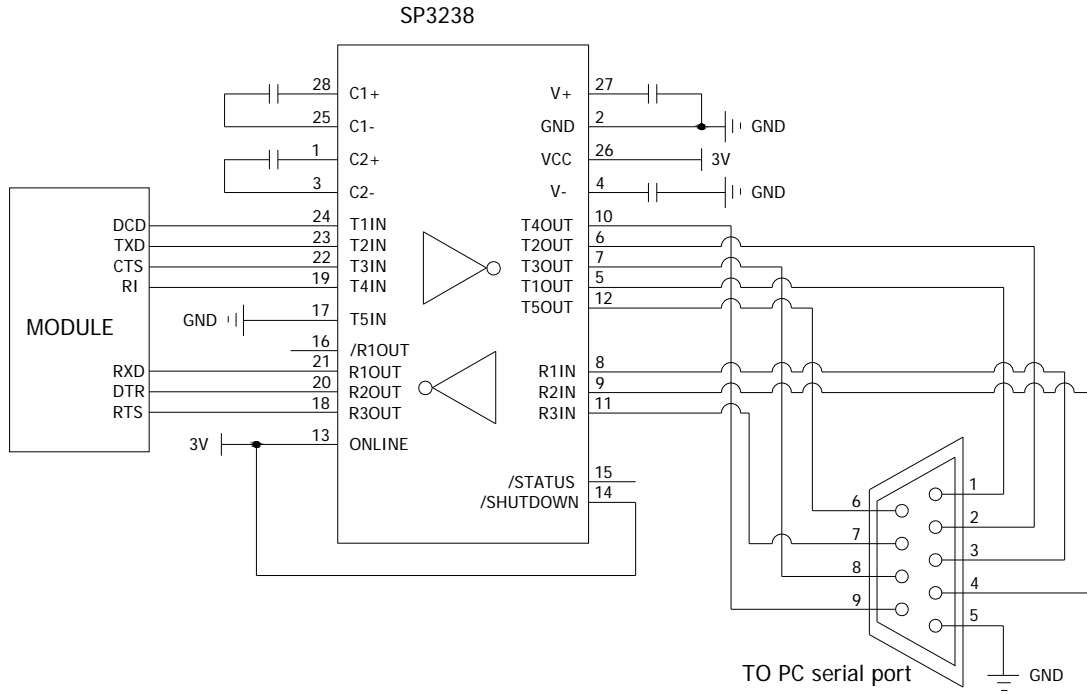 SP3238
28 C1+ V+ 27
25 C1- GND 2 GND
1 C2+ VCC 26 3V
3 C2- V- 4 GND
DCD 24 T1IN T4OUT 10
TXD 23 T2IN T2OUT 6
CTS 22 T3IN T3OUT 7
RI 19 T4IN T1OUT 5
T5OUT 12
GND 17 T5IN
MODULE
16 /R1OUT
RXD 21 R1OUT R1IN 8
DTR 20 R2OUT R2IN 9
RTS 18 R3OUT R3IN 11
3V 13 ONLINE
/STATUS 15
/SHUTDOWN 14
1
6
2
7
3
8
4
9
5
TO PC serial port GND